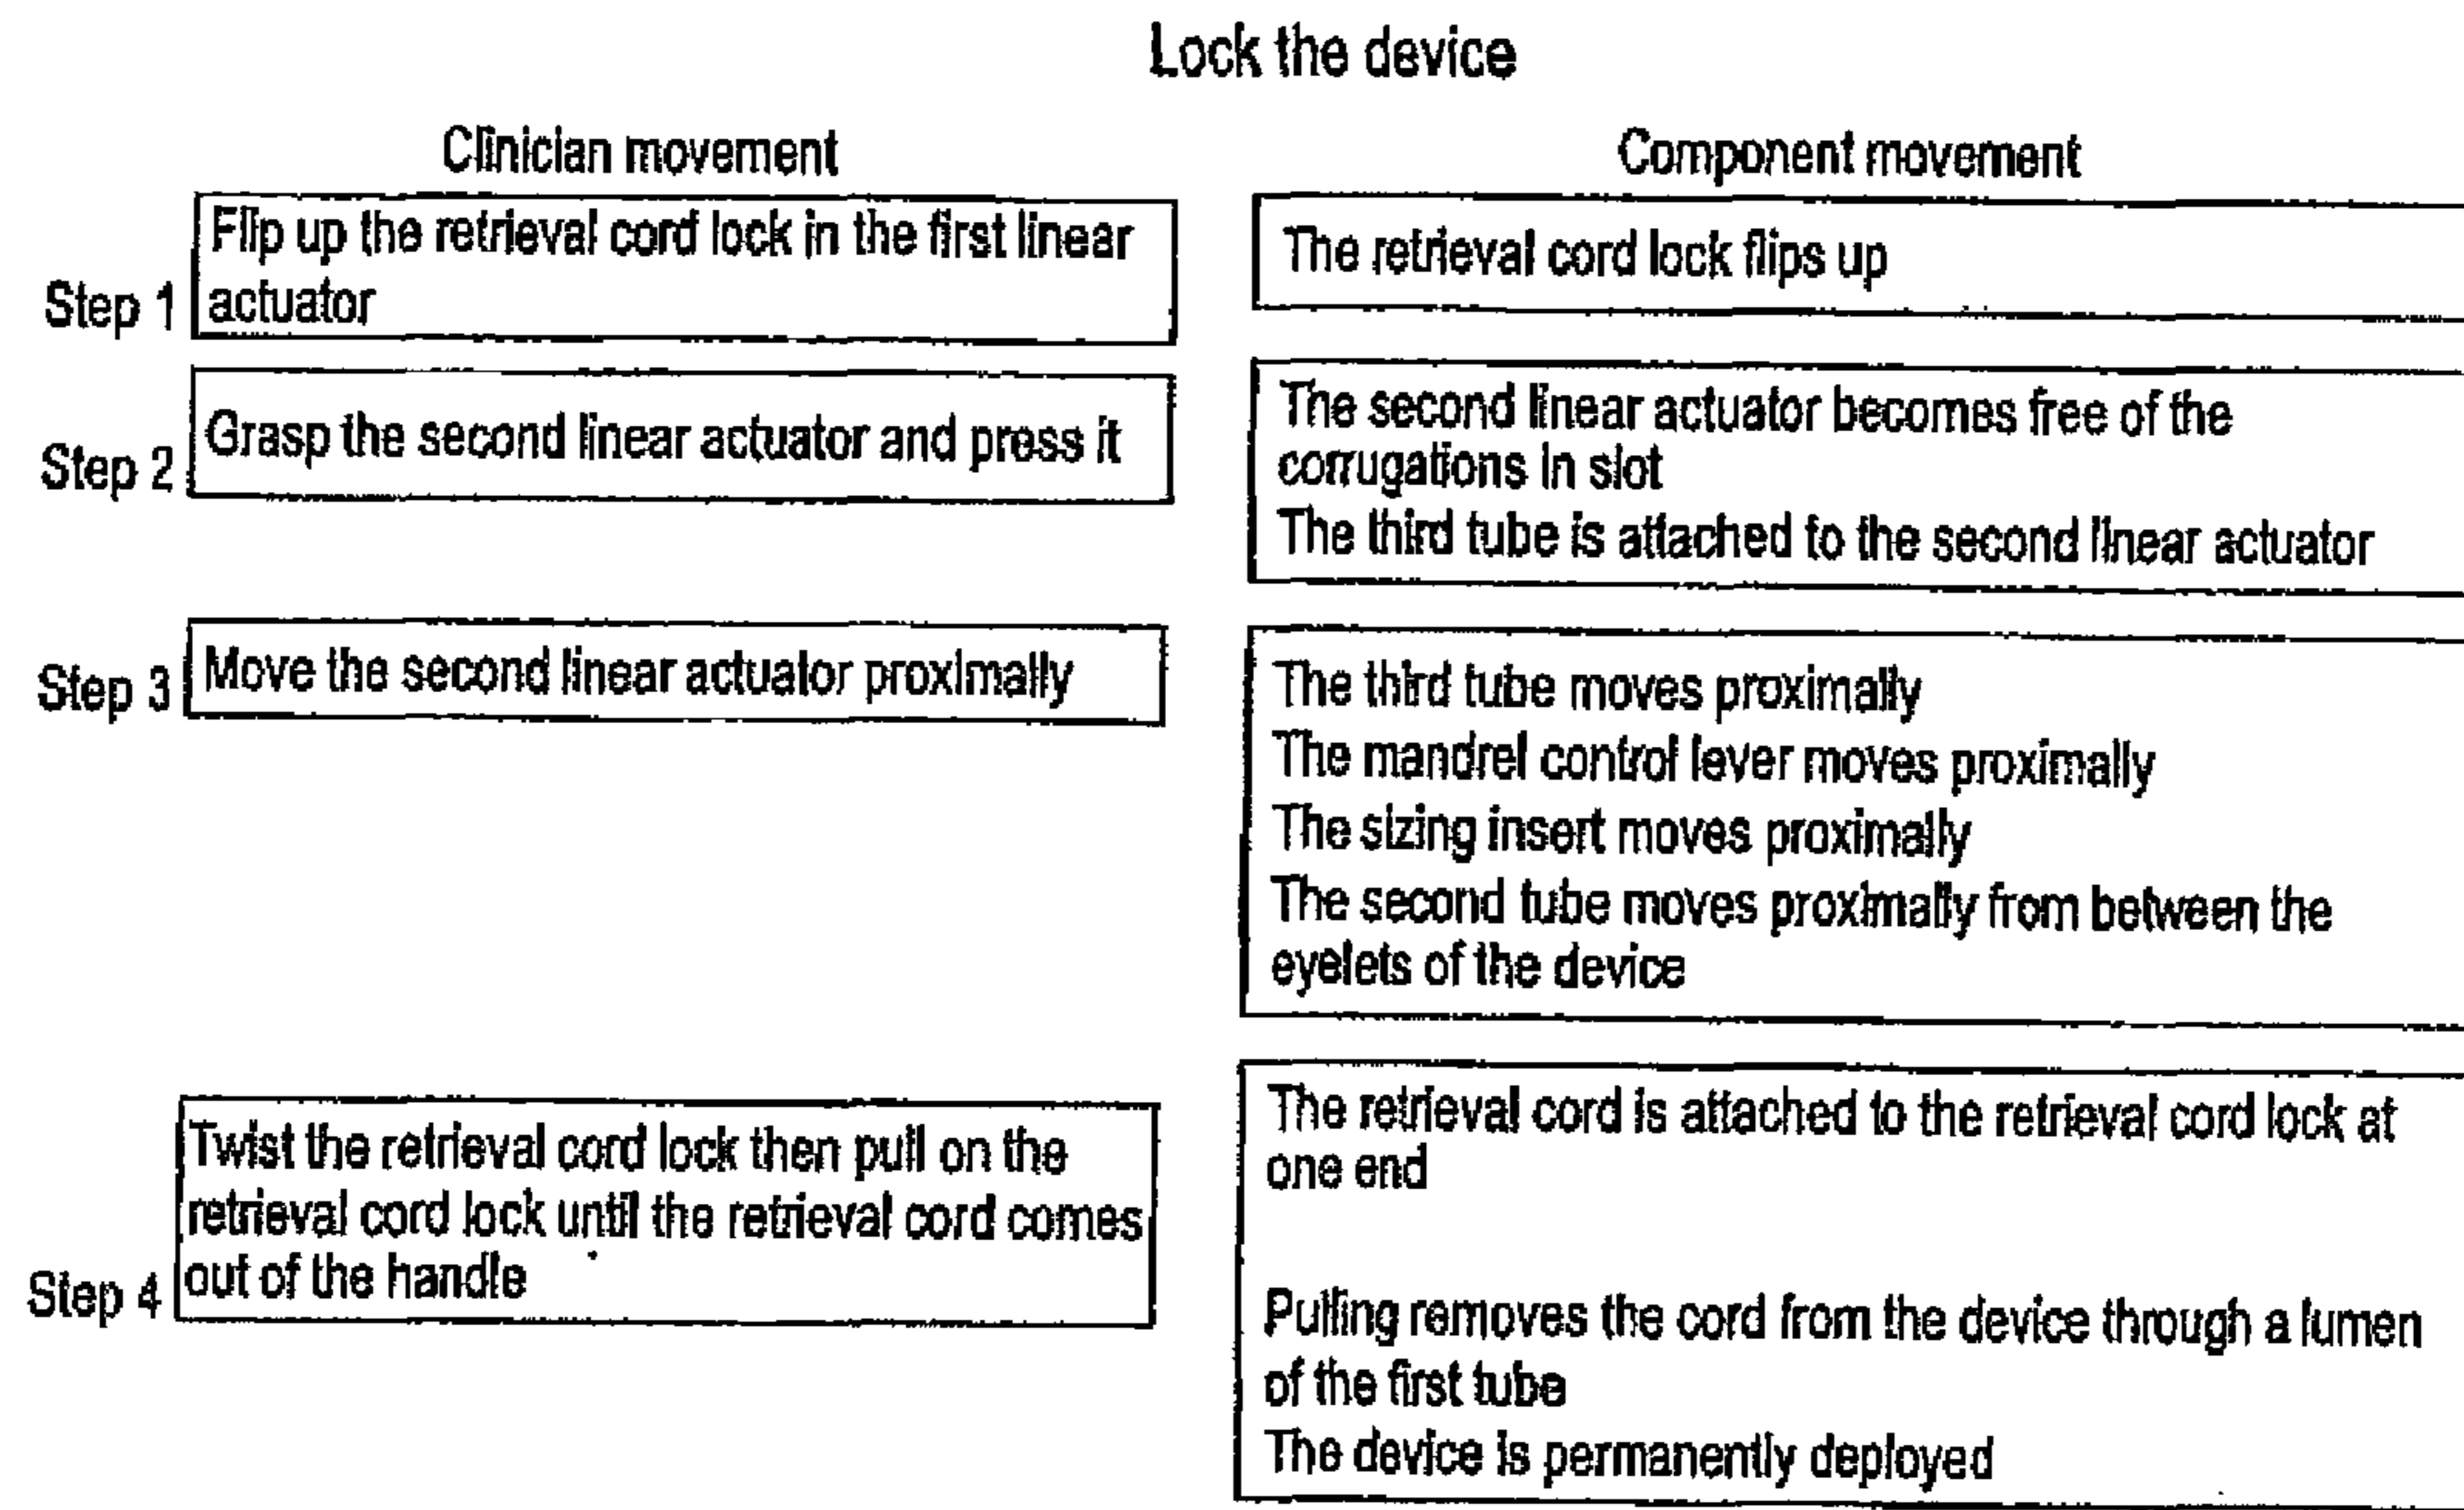 Lock the device
Clinician movement
Component movement
Step 1
Flip up the retrieval cord lock in the first linear
actuator
The retrieval cord lock flips up
Step 2
Grasp the second linear actuator and press it
The second linear actuator becomes free of the
corrugations in slot
The third tube is attached to the second linear actuator
Step 3
Move the second linear actuator proximally
The third tube moves proximally
The mandrel control lever moves proximally
The sizing insert moves proximally
The second tube moves proximally from between the
eyelets of the device
Step 4
Twist the retrieval cord lock then pull on the
retrieval cord lock until the retrieval cord comes
out of the handle
The retrieval cord is attached to the retrieval cord lock at
one end
Pulling removes the cord from the device through a lumen
of the first tube
The device is permanently deployed